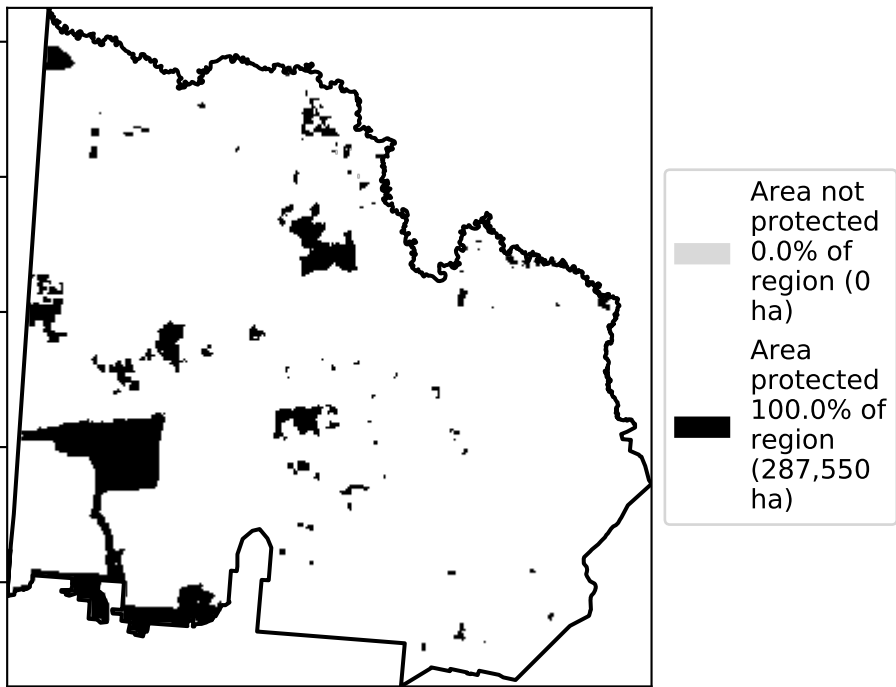 Area not
protected
0.0% of
region (0
ha)
Area
protected
100.0% of
region
(287,550
ha)